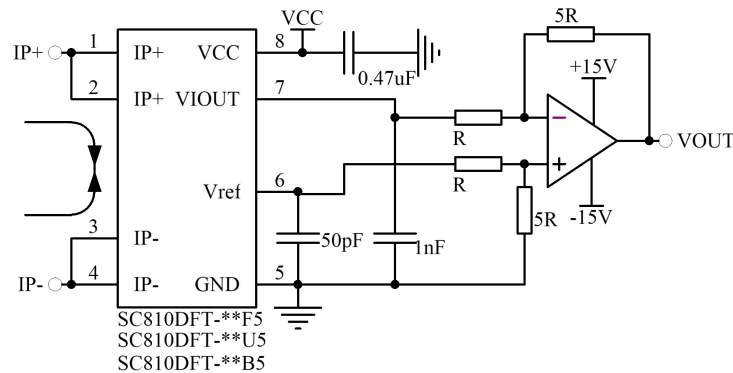 VCC
5R
IP+ 1 IP+ VCC 8
0.47uF
+15V
2 IP+ VIOUT 7
R
− VOUT
+
R
Vref 6
5R
-15V
3 IP-
50pF
1nF
IP- 4 IP- GND 5
SC810DFT-**F5
SC810DFT-**U5
SC810DFT-**B5